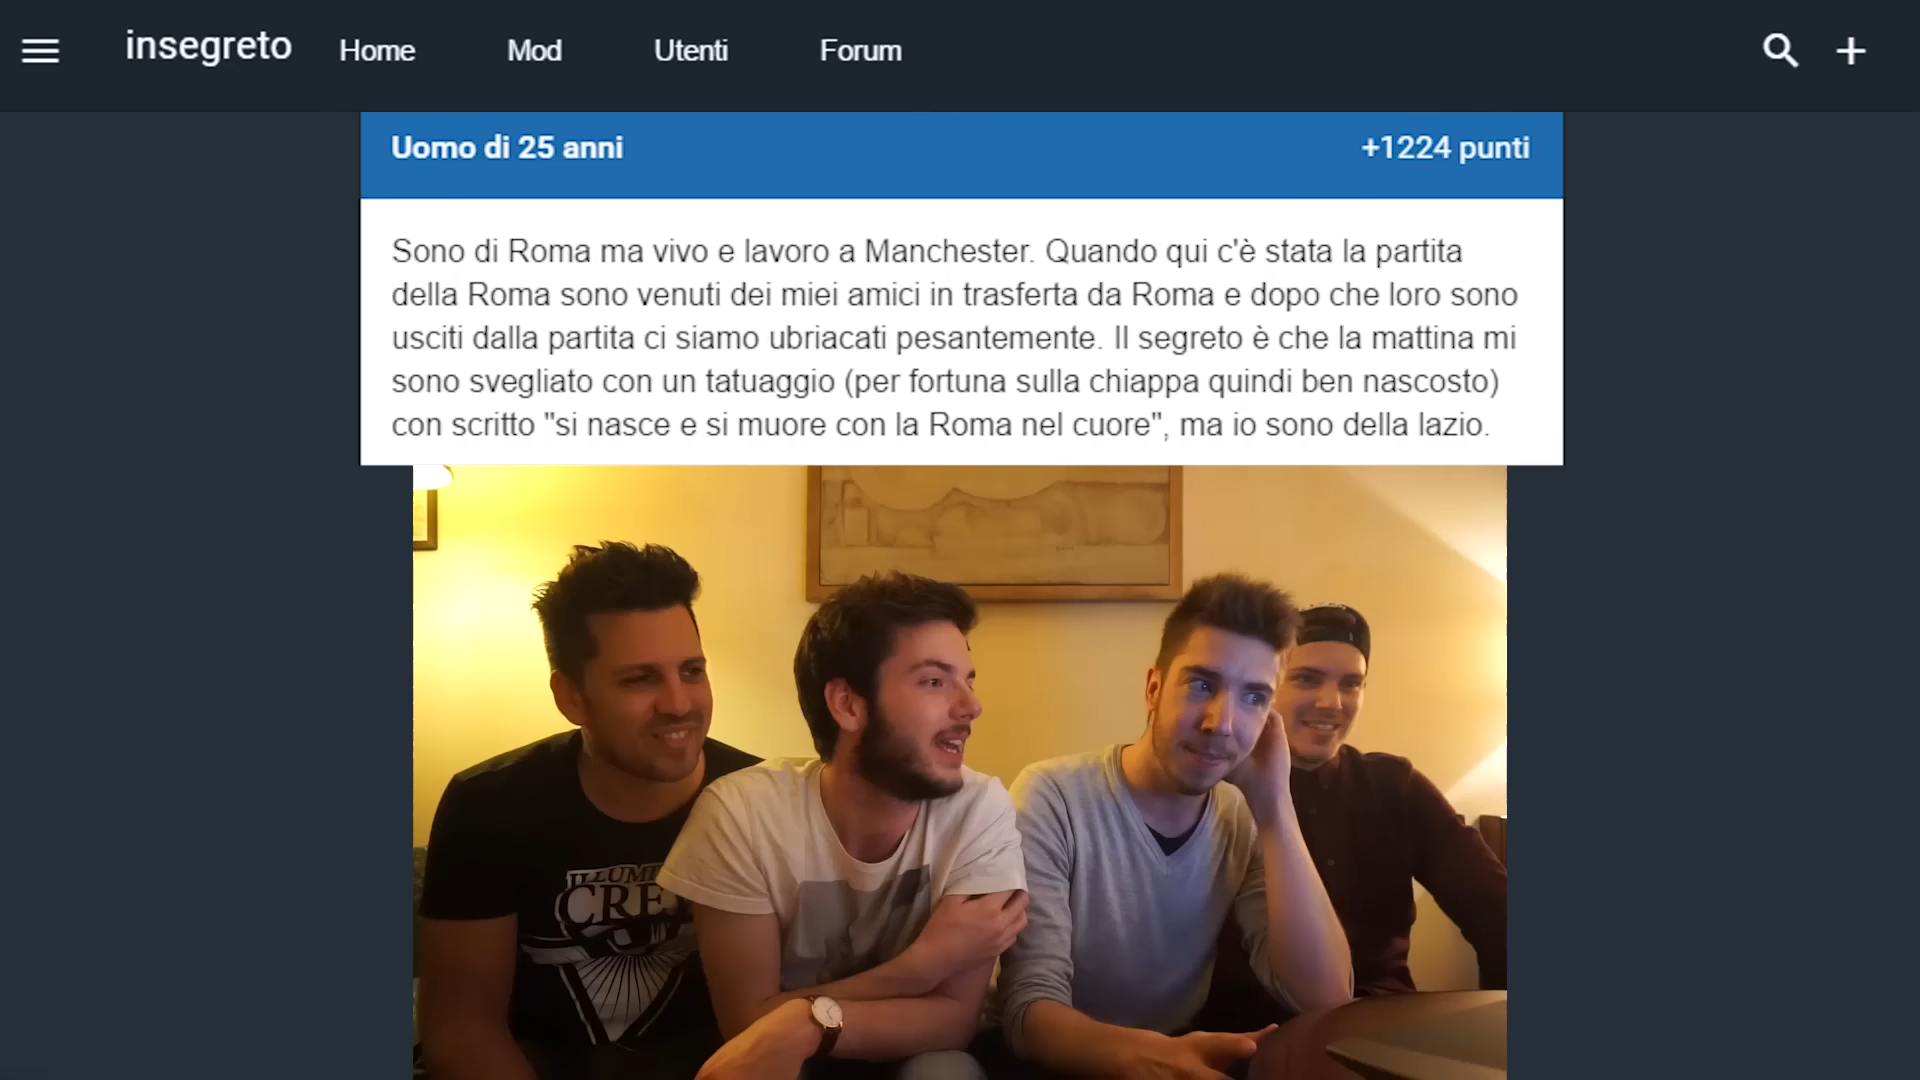 insegreto Home Mod Utenti Forum
Uomo di 25 anni +1224 punti
Sono di Roma ma vivo e lavoro a Manchester. Quando qui c'è stata la partita
della Roma sono venuti dei miei amici in trasferta da Roma e dopo che loro sono
usciti dalla partita ci siamo ubriacati pesantemente. Il segreto è che la mattina mi
sono svegliato con un tatuaggio (per fortuna sulla chiappa quindi ben nascosto)
con scritto "si nasce e si muore con la Roma nel cuore", ma io sono della lazio.
ILLUMI
CRE